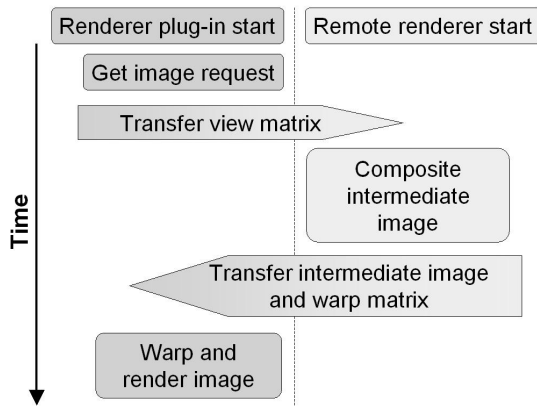 Renderer plug-in start
Remote renderer start
Get image request
Transfer view matrix
Composite
intermediate
image
Time
Transfer intermediate image
and warp matrix
Warp and
render image